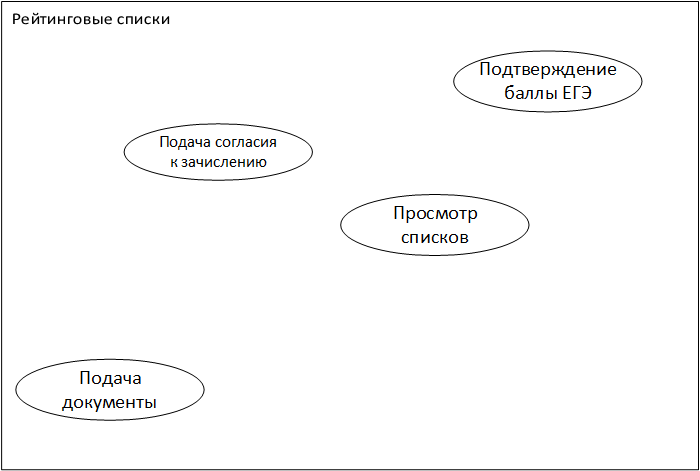 Рейтинговые списки
Подтверждение
баллы ЕГЭ
Подача согласия
к зачислению
Просмотр
списков
Подача
документы